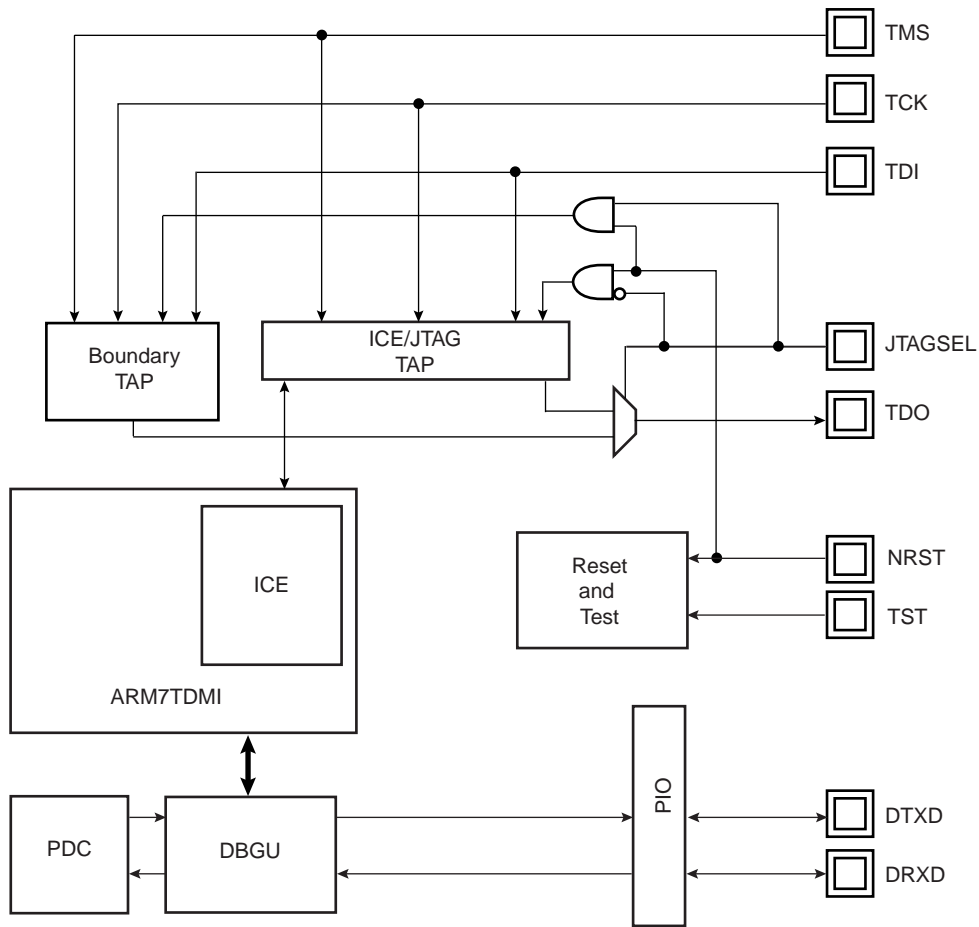 TMS
TCK
TDI
Boundary
TAP
ICE/JTAG
TAP
JTAGSEL
TDO
ICE
ARM7TDMI
Reset
and
Test
NRST
TST
PDC
DBGU
PIO
DTXD
DRXD